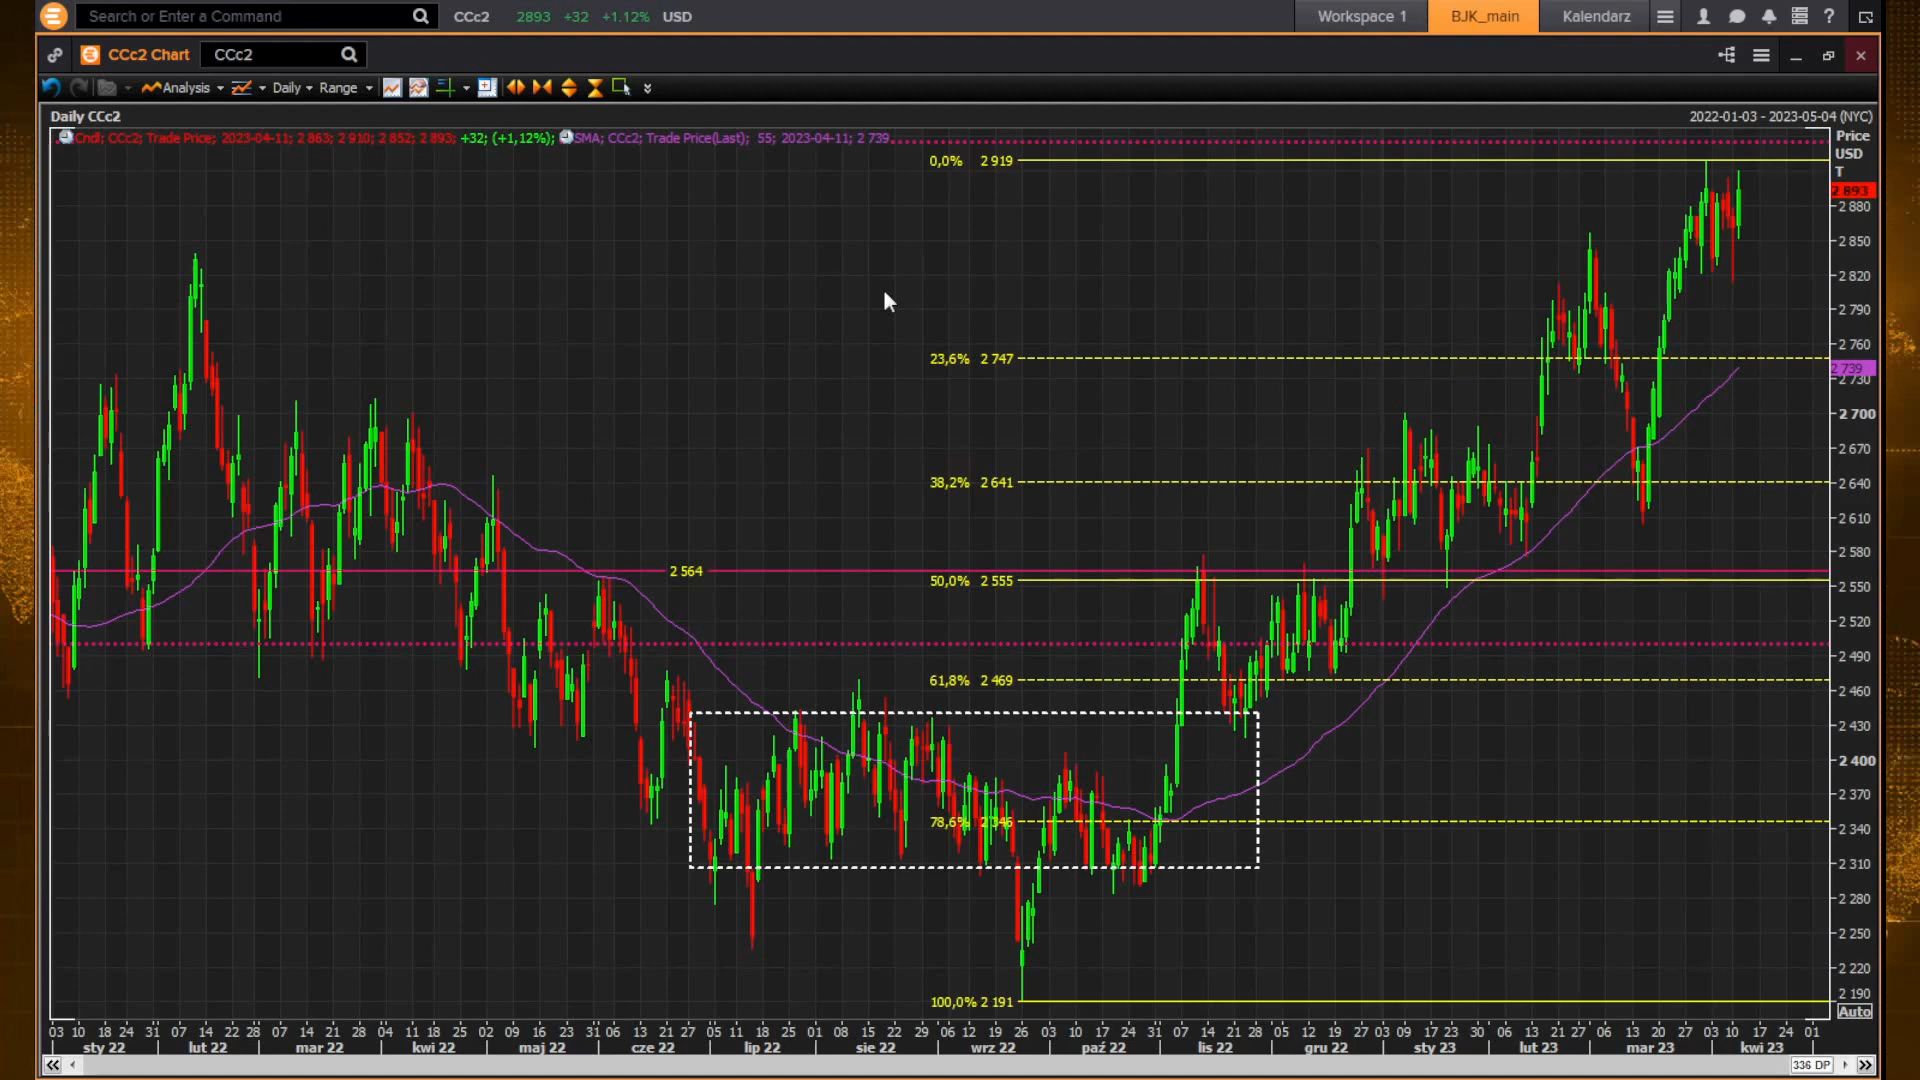 Search or Enter a Command
CCc2 2893 +32 +1.12% USD
Workspace 1 BJK_main Kalendarz
CCc2 Chart CCc2
Analysis Daily Range
Daily CCc2
2022-01-03 - 2023-05-04 (NYC)
Cndl; CCc2; Trade Price; 2023-04-11; 2 863; 2 910; 2 852; 2 893; +32; (+1,12%); SMA; CCc2; Trade Price(Last); 55; 2023-04-11; 2 739
Price
USD
T
0,0% 2 919
2 893
2 880
2 850
2 820
2 790
2 760
23,6% 2 747
2 739
2 730
2 700
2 670
38,2% 2 641
2 640
2 610
2 580
2 564
50,0% 2 555
2 550
2 520
2 490
61,8% 2 469
2 460
2 430
2 400
2 370
78,6% 2 346
2 340
2 310
2 280
2 250
2 220
2 190
100,0% 2 191
Auto
03 10 18 24 31 07 14 22 28 07 14 21 28 04 11 18 25 02 09 16 23 31 06 13 21 27 05 11 18 25 01 08 15 22 29 06 12 19 26 03 10 17 24 31 07 14 21 28 05 12 19 27 03 09 17 23 30 06 13 21 27 06 13 20 27 03 10 17 24 01
sty 22 lut 22 mar 22 kwi 22 maj 22 cze 22 lip 22 sie 22 wrz 22 paź 22 lis 22 gru 22 sty 23 lut 23 mar 23 kwi 23
336 DP